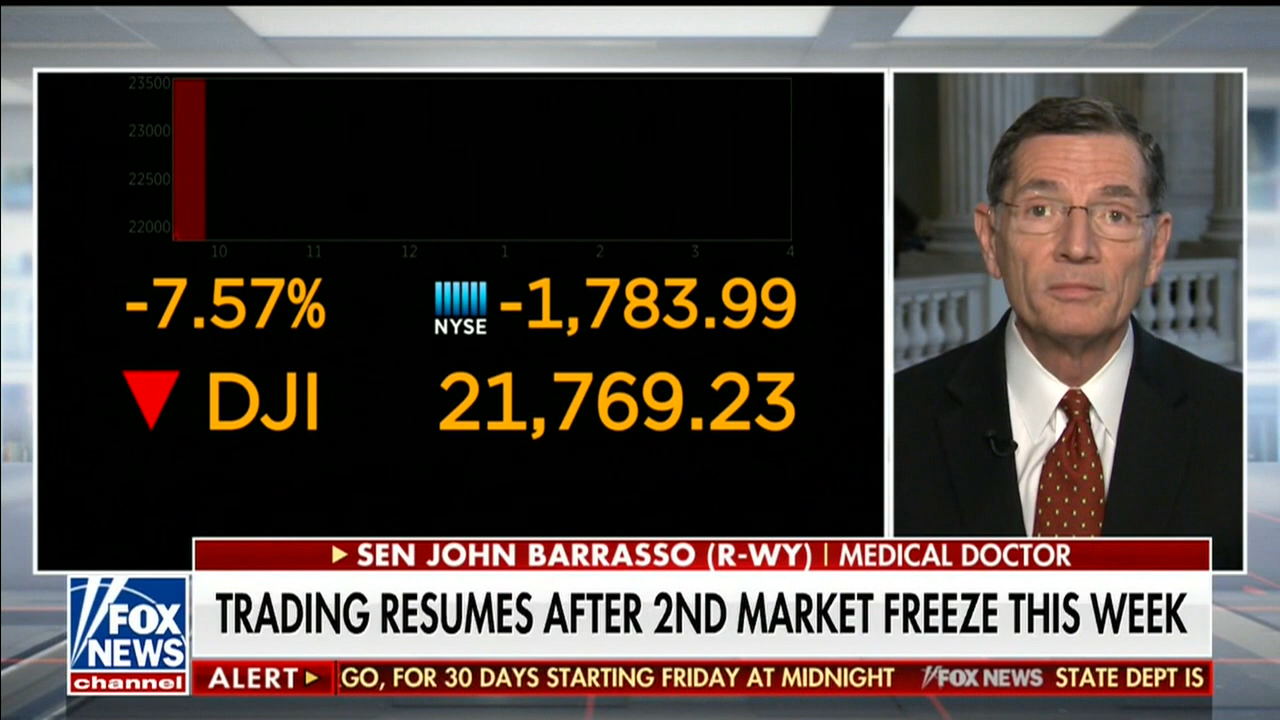 23500
23000
22500
22000
10 11 12 1 2 3 4
-7.57% NYSE -1,783.99
DJI 21,769.23
SEN JOHN BARRASSO (R-WY) | MEDICAL DOCTOR
TRADING RESUMES AFTER 2ND MARKET FREEZE THIS WEEK
FOX
NEWS
channel
ALERT GO, FOR 30 DAYS STARTING FRIDAY AT MIDNIGHT FOX NEWS STATE DEPT IS